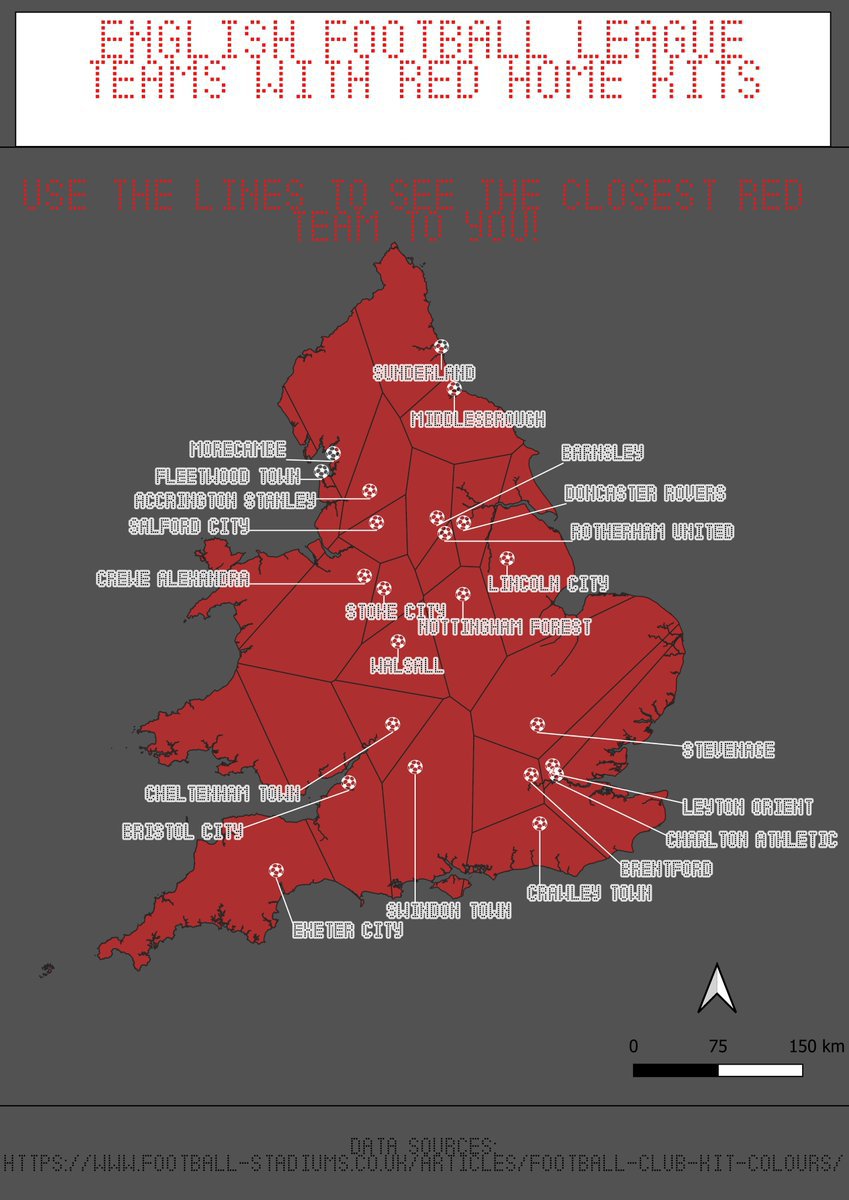 ENGLISH FOOTBALL LEAGUE
TEAMS WITH RED HOME KITS
USE THE LINES TO SEE THE CLOSEST RED
TEAM TO YOU!
SUNDERLAND
MIDDLESBROUGH
MORECAMBE
BARNSLEY
FLEETWOOD TOWN
DONCASTER ROVERS
ACCRINGTON STANLEY
SALFORD CITY
ROTHERHAM UNITED
CREWE ALEXANDRA
LINCOLN CITY
STOKE CITY
NOTTINGHAM FOREST
WALSALL
STEVENAGE
CHELTENHAM TOWN
LEYTON ORIENT
BRISTOL CITY
CHARLTON ATHLETIC
BRENTFORD
CRAWLEY TOWN
SWINDON TOWN
EXETER CITY
0 75 150 km
DATA SOURCES:
HTTPS://WWW.FOOTBALL-STADIUMS.CO.UK/ARTICLES/FOOTBALL-CLUB-KIT-COLOURS/